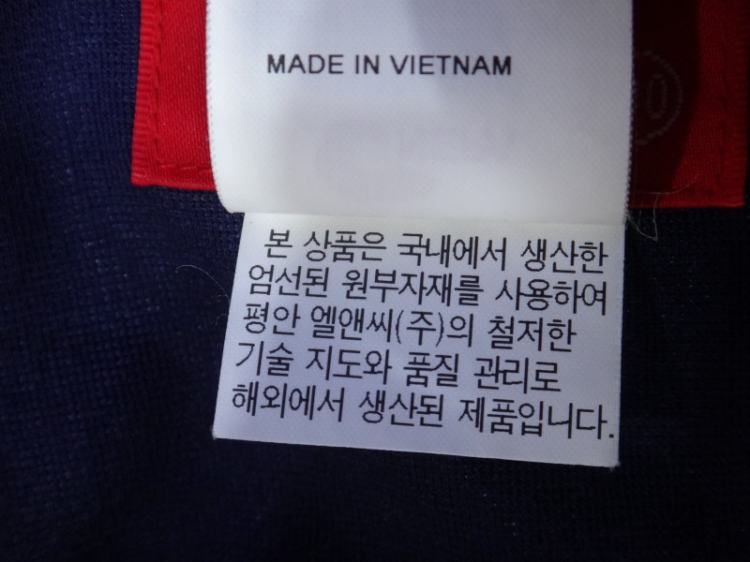 MADE IN VIETNAM
본 상품은 국내에서 생산한
엄선된 원부자재를 사용하여
평안 엘앤씨(주)의 철저한
기술 지도와 품질 관리로
해외에서 생산된 제품입니다.